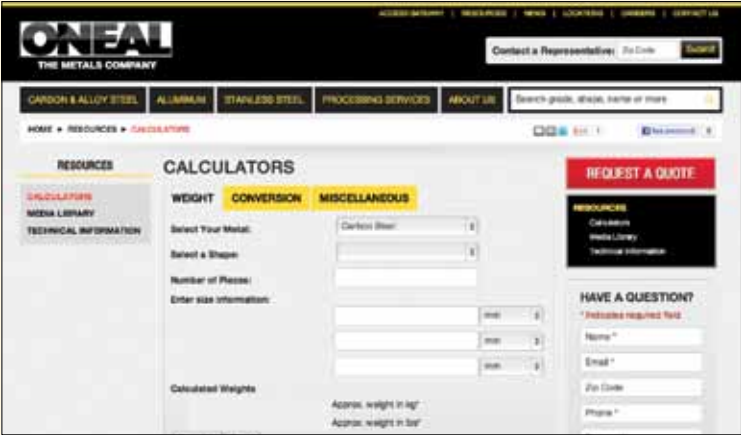 ACCESS GATEWAY | RESOURCES | NEWS | LOCATIONS | CAREERS | CONTACT US
O'NEAL
THE METALS COMPANY
Contact a Representative: Zip Code Submit
CARBON & ALLOY STEEL ALUMINUM STAINLESS STEEL PROCESSING SERVICES ABOUT US Search grade, shape, name or more
HOME ▸ RESOURCES ▸ CALCULATORS
RESOURCES
CALCULATORS
MEDIA LIBRARY
TECHNICAL INFORMATION
CALCULATORS
WEIGHT CONVERSION MISCELLANEOUS
Select Your Metal: Carbon Steel
Select a Shape:
Number of Pieces:
Enter size information:
mm
mm
mm
Calculated Weights
Approx. weight in kg*
Approx. weight in lbs*
REQUEST A QUOTE
RESOURCES
Calculators
Media Library
Technical Information
HAVE A QUESTION?
* Indicates required field
Name *
Email *
Zip Code
Phone *